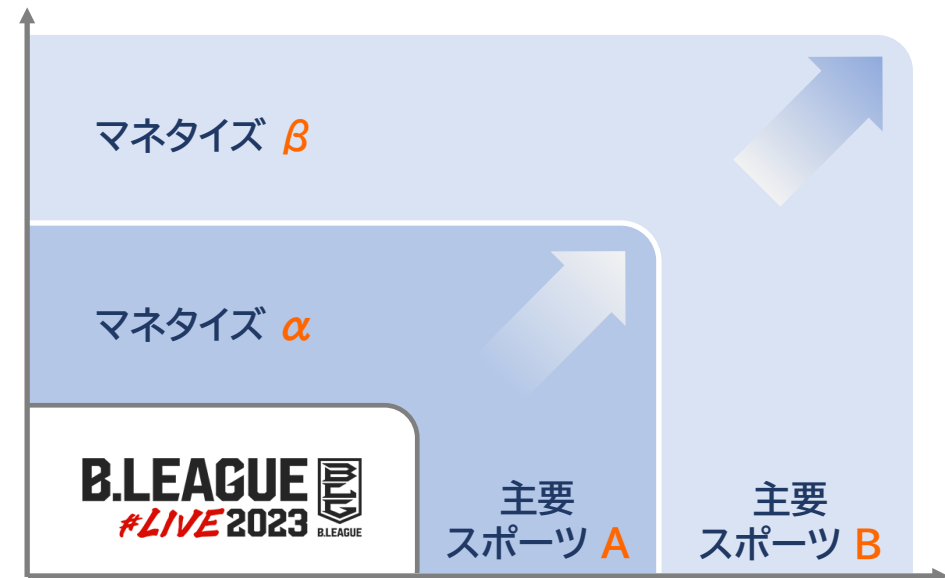 マネタイズ β
マネタイズ α
B.LEAGUE
#LIVE 2023
B.LEAGUE
主要
スポーツ A
主要
スポーツ B